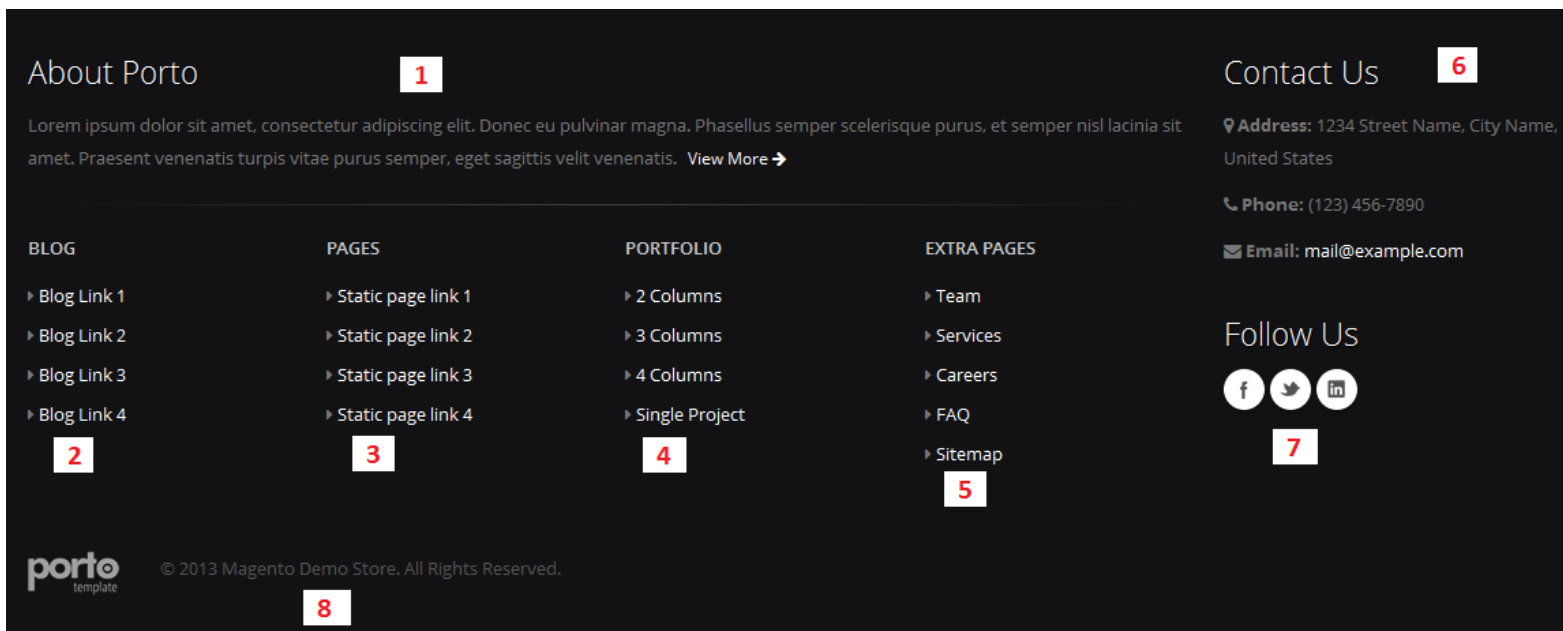 About Porto
1
Lorem ipsum dolor sit amet, consectetur adipiscing elit. Donec eu pulvinar magna. Phasellus semper scelerisque purus, et semper nisl lacinia sit
amet. Praesent venenatis turpis vitae purus semper, eget sagittis velit venenatis. View More
BLOG
Blog Link 1
Blog Link 2
Blog Link 3
Blog Link 4
2
PAGES
Static page link 1
Static page link 2
Static page link 3
Static page link 4
3
PORTFOLIO
2 Columns
3 Columns
4 Columns
Single Project
4
EXTRA PAGES
Team
Services
Careers
FAQ
Sitemap
5
Contact Us
6
Address: 1234 Street Name, City Name,
United States
Phone: (123) 456-7890
Email: mail@example.com
Follow Us
f in
7
porto
template
© 2013 Magento Demo Store. All Rights Reserved.
8